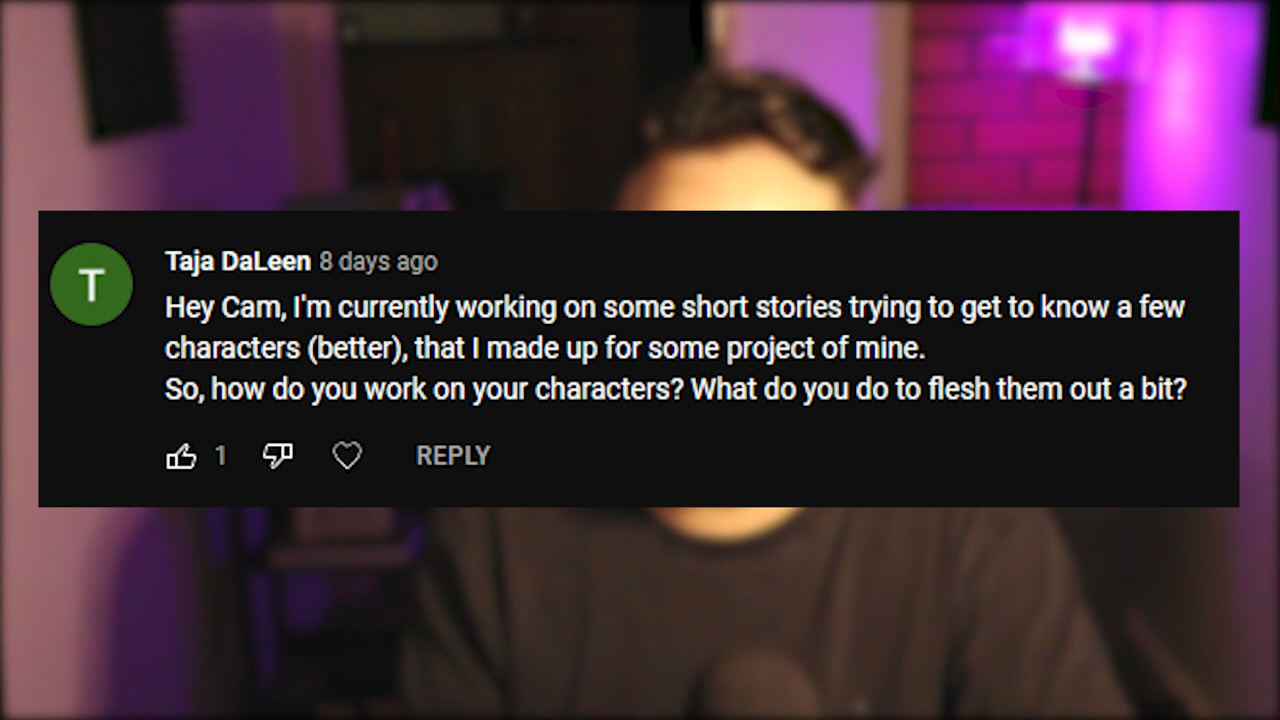 T
Taja DaLeen 8 days ago
Hey Cam, I'm currently working on some short stories trying to get to know a few
characters (better), that I made up for some project of mine.
So, how do you work on your characters? What do you do to flesh them out a bit?
1 REPLY